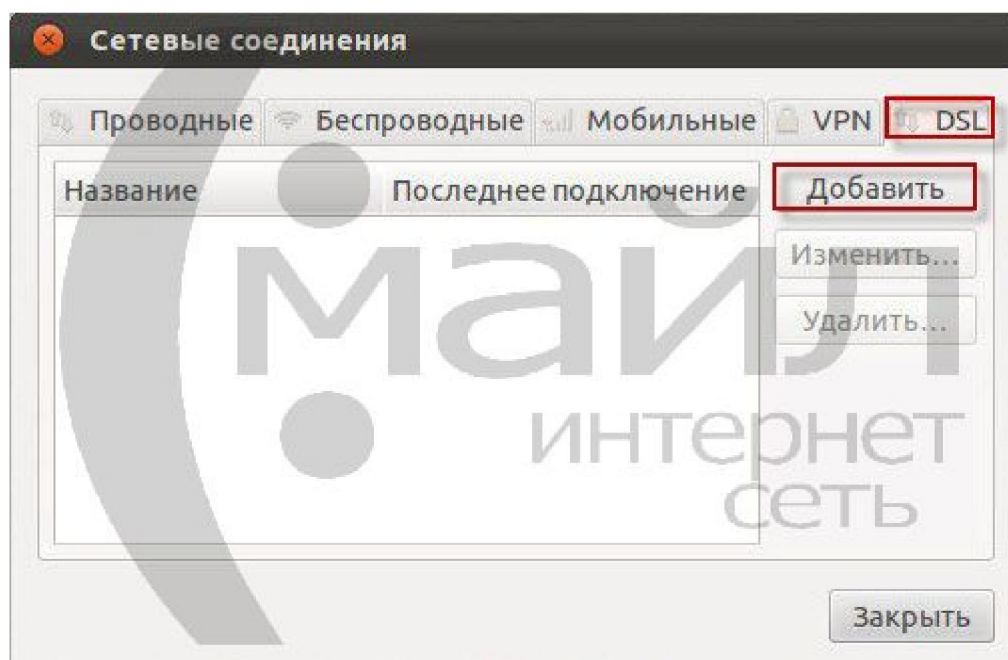 Сетевые соединения
Проводные Беспроводные Мобильные VPN DSL
Название Последнее подключение
Добавить
Изменить...
Удалить...
майл
интернет
сеть
Закрыть